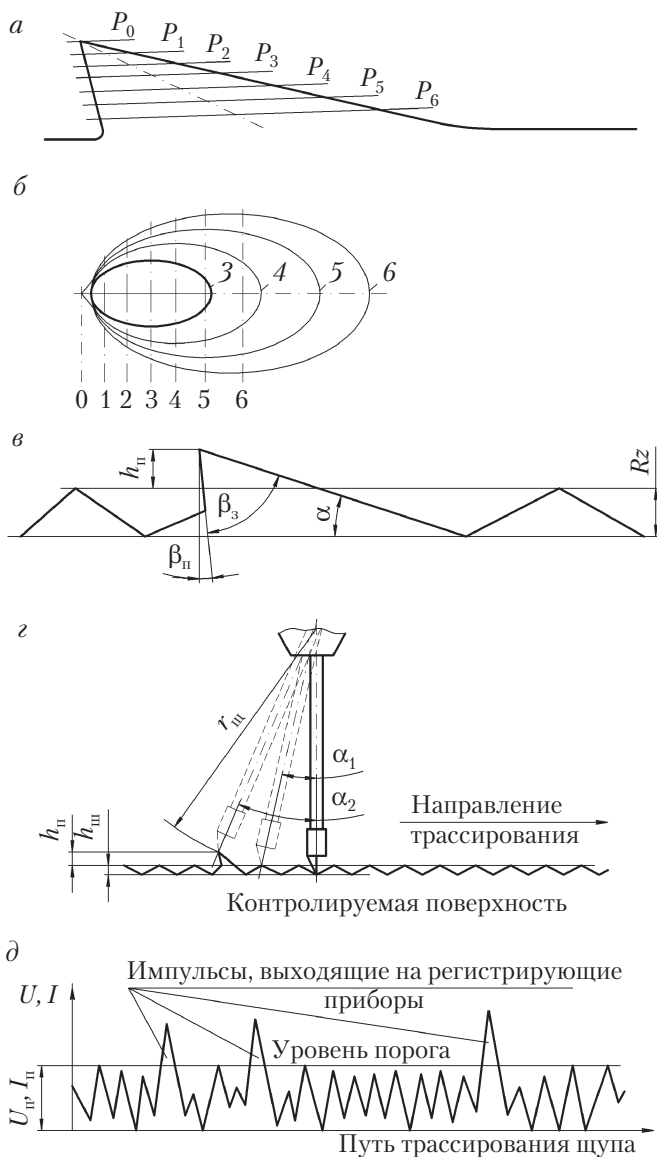 а
P₀
P₁
P₂
P₃
P₄
P₅
P₆
б
3 4 5 6
0 1 2 3 4 5 6
в
hп
βз
α
Rz
βп
г
rщ
α₁
α₂
hп
hш
Направление
трассирования
Контролируемая поверхность
д
Импульсы, выходящие на регистрирующие
приборы
U, I
Уровень порога
Uп, Iп
Путь трассирования щупа